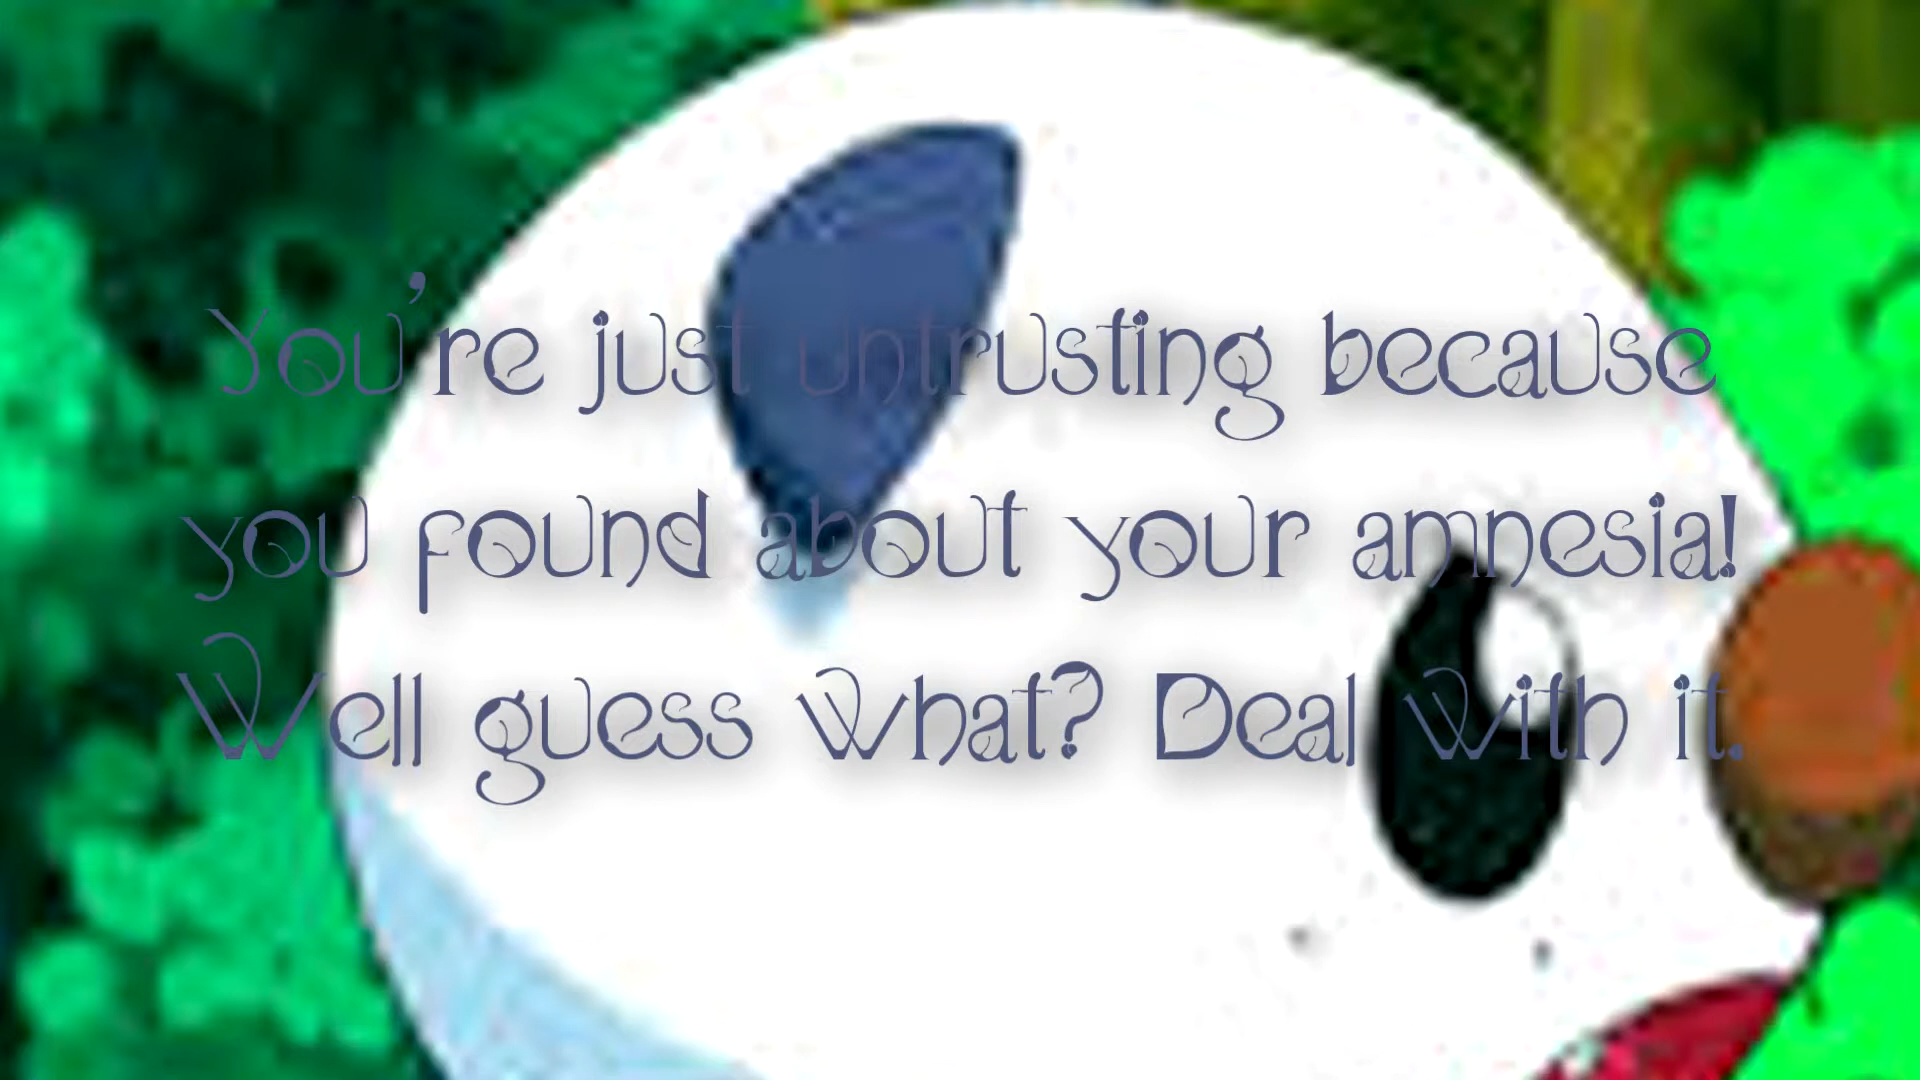 You're just untrusting because
you found about your amnesia!
Well guess what? Deal with it.